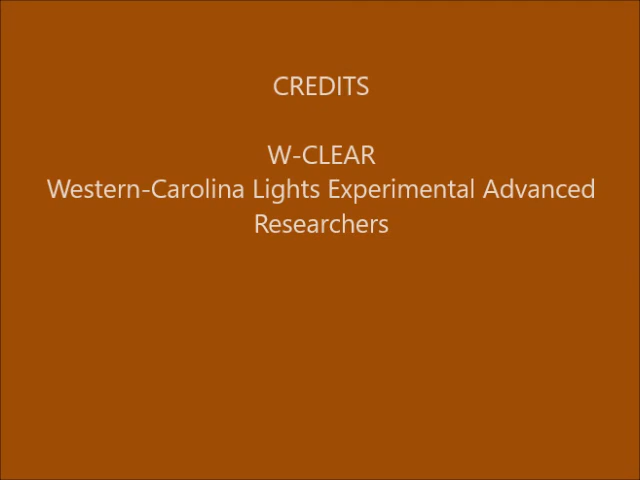 CREDITS
W-CLEAR
Western-Carolina Lights Experimental Advanced
Researchers